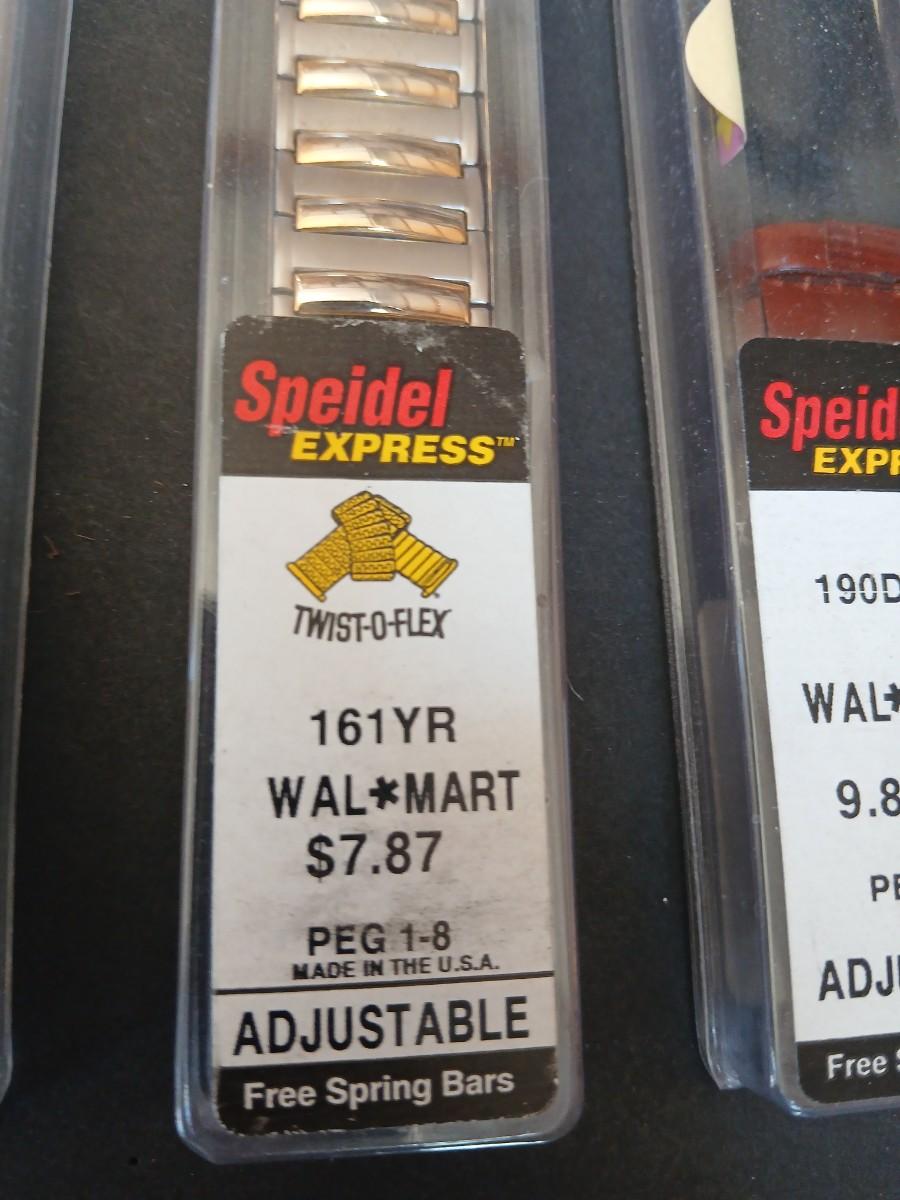 Speidel
EXPRESS™
TWIST-O-FLEX
161YR
WAL*MART
$7.87
PEG 1-8
MADE IN THE U.S.A.
ADJUSTABLE
Free Spring Bars
Speid
EXPR
190D
WAL*
9.8
PE
ADJU
Free S